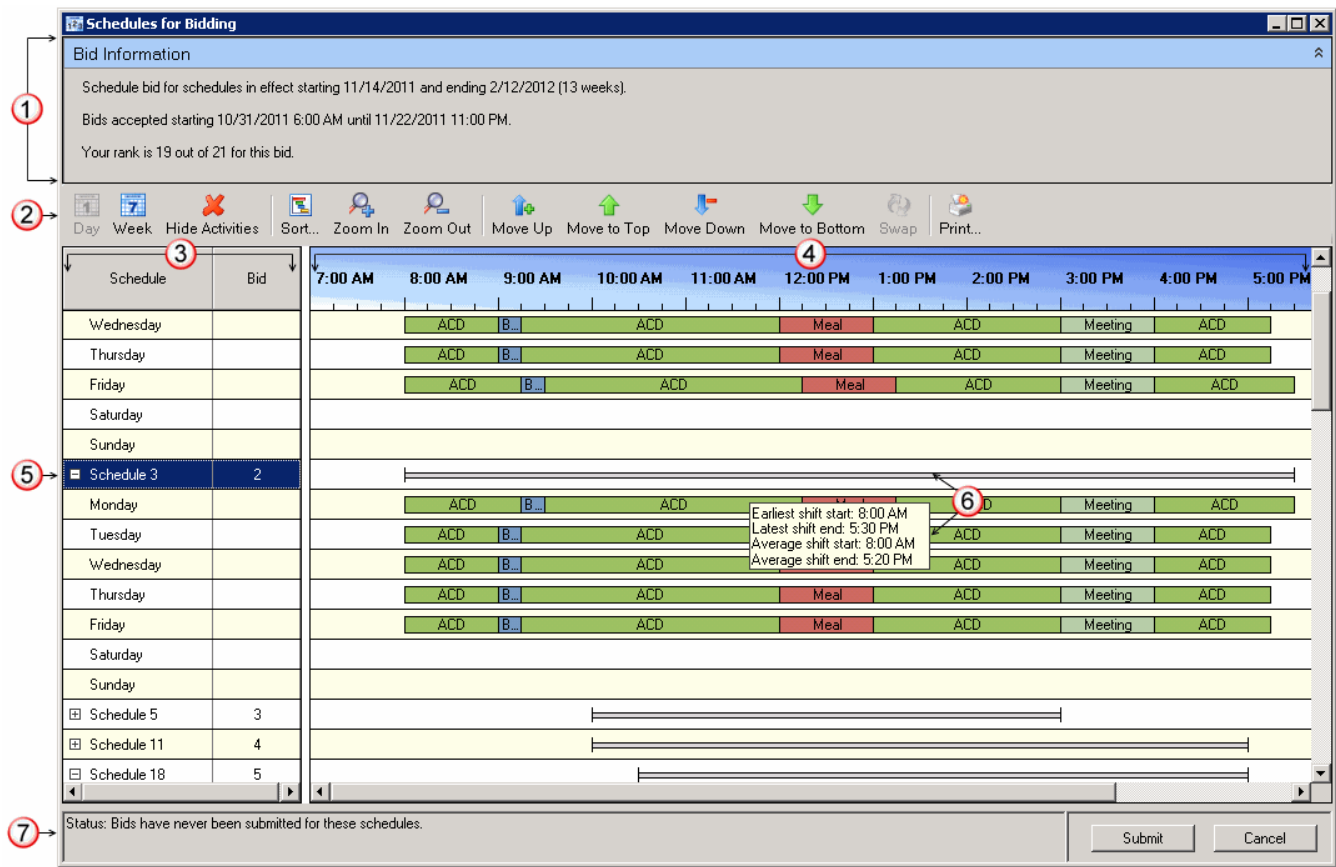 Schedules for Bidding
Bid Information
1
Schedule bid for schedules in effect starting 11/14/2011 and ending 2/12/2012 (13 weeks).
Bids accepted starting 10/31/2011 6:00 AM until 11/22/2011 11:00 PM.
Your rank is 19 out of 21 for this bid.
2
1 7
Day Week Hide Activities Sort... Zoom In Zoom Out Move Up Move to Top Move Down Move to Bottom Swap Print...
3 4
Schedule Bid 7:00 AM 8:00 AM 9:00 AM 10:00 AM 11:00 AM 12:00 PM 1:00 PM 2:00 PM 3:00 PM 4:00 PM 5:00 PM
Wednesday ACD B... ACD Meal ACD Meeting ACD
Thursday ACD B... ACD Meal ACD Meeting ACD
Friday ACD B... ACD Meal ACD Meeting ACD
Saturday
Sunday
5 Schedule 3 2
6
Monday ACD B... ACD Meeting ACD
Earliest shift start: 8:00 AM
Latest shift end: 5:30 PM
Average shift start: 8:00 AM
Average shift end: 5:20 PM
Tuesday ACD B... ACD ACD Meeting ACD
Wednesday ACD B... ACD ACD Meeting ACD
Thursday ACD B... ACD Meal ACD Meeting ACD
Friday ACD B... ACD Meal ACD Meeting ACD
Saturday
Sunday
Schedule 5 3
Schedule 11 4
Schedule 18 5
7
Status: Bids have never been submitted for these schedules.
Submit Cancel